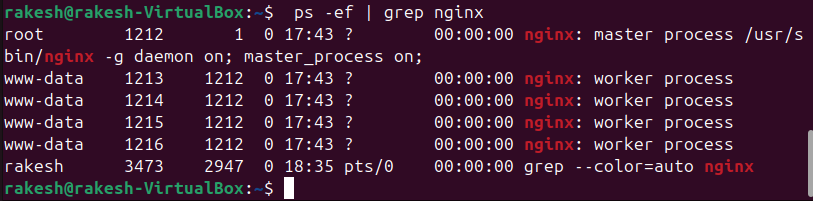 rakesh@rakesh-VirtualBox:~$  ps -ef | grep nginx
root        1212       1  0 17:43 ?        00:00:00 nginx: master process /usr/s
bin/nginx -g daemon on; master_process on;
www-data    1213    1212  0 17:43 ?        00:00:00 nginx: worker process
www-data    1214    1212  0 17:43 ?        00:00:00 nginx: worker process
www-data    1215    1212  0 17:43 ?        00:00:00 nginx: worker process
www-data    1216    1212  0 17:43 ?        00:00:00 nginx: worker process
rakesh      3473    2947  0 18:35 pts/0    00:00:00 grep --color=auto nginx
rakesh@rakesh-VirtualBox:~$